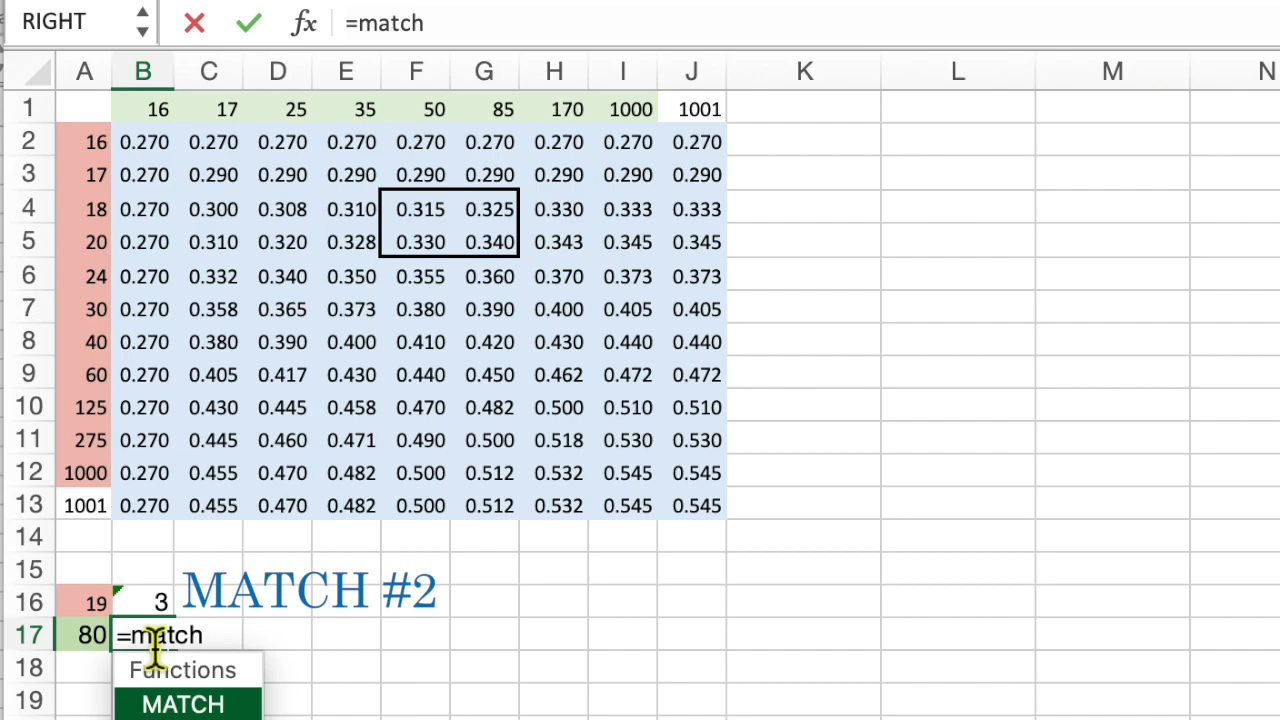 RIGHT fx =match
A B C D E F G H I J K L M N
1 16 17 25 35 50 85 170 1000 1001
2 16 0.270 0.270 0.270 0.270 0.270 0.270 0.270 0.270 0.270
3 17 0.270 0.290 0.290 0.290 0.290 0.290 0.290 0.290 0.290
4 18 0.270 0.300 0.308 0.310 0.315 0.325 0.330 0.333 0.333
5 20 0.270 0.310 0.320 0.328 0.330 0.340 0.343 0.345 0.345
6 24 0.270 0.332 0.340 0.350 0.355 0.360 0.370 0.373 0.373
7 30 0.270 0.358 0.365 0.373 0.380 0.390 0.400 0.405 0.405
8 40 0.270 0.380 0.390 0.400 0.410 0.420 0.430 0.440 0.440
9 60 0.270 0.405 0.417 0.430 0.440 0.450 0.462 0.472 0.472
10 125 0.270 0.430 0.445 0.458 0.470 0.482 0.500 0.510 0.510
11 275 0.270 0.445 0.460 0.471 0.490 0.500 0.518 0.530 0.530
12 1000 0.270 0.455 0.470 0.482 0.500 0.512 0.532 0.545 0.545
13 1001 0.270 0.455 0.470 0.482 0.500 0.512 0.532 0.545 0.545
14
15
16 19 3 MATCH #2
17 80 =match
18 Functions
19 MATCH